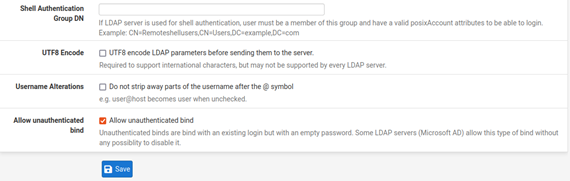 Shell Authentication
Group DN
If LDAP server is used for shell authentication, user must be a member of this group and have a valid posixAccount attributes to be able to login.
Example: CN=Remoteshellusers,CN=Users,DC=example,DC=com
UTF8 Encode
UTF8 encode LDAP parameters before sending them to the server.
Required to support international characters, but may not be supported by every LDAP server.
Username Alterations
Do not strip away parts of the username after the @ symbol
e.g. user@host becomes user when unchecked.
Allow unauthenticated
bind
Allow unauthenticated bind
Unauthenticated binds are bind with an existing login but with an empty password. Some LDAP servers (Microsoft AD) allow this type of bind without
any possiblity to disable it.
Save